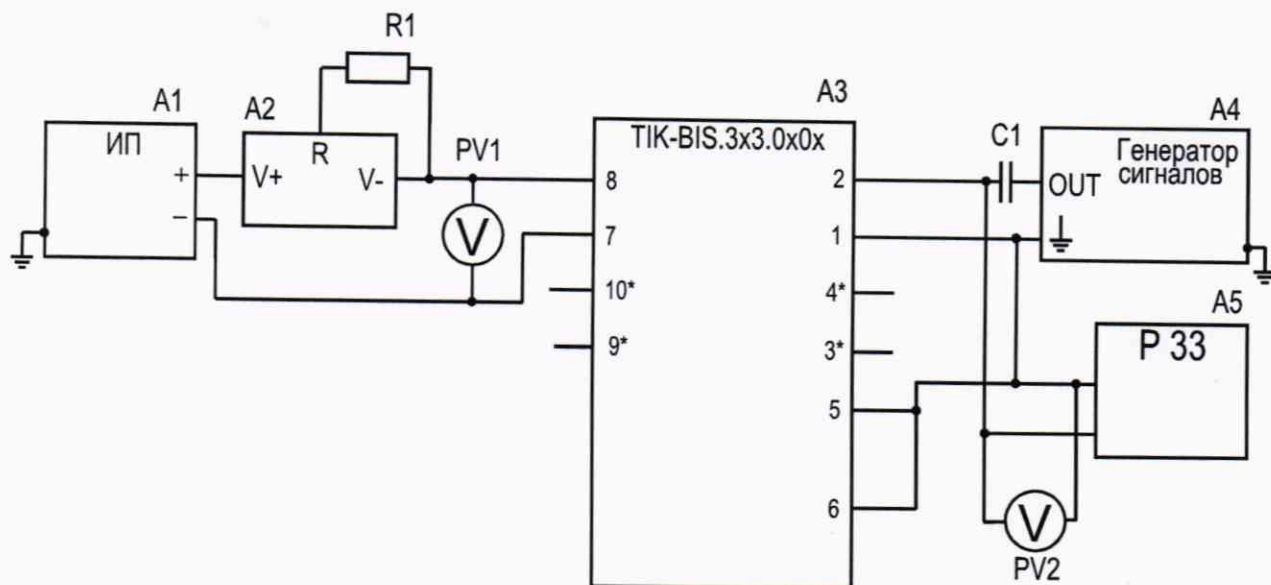 R1
A1
A2
A3
A4
ИП
R
PV1
TIK-BIS.3x3.0x0x
C1
Генератор
сигналов
+
V+
V-
8
2
OUT
−
V
7
1
10*
4*
A5
9*
3*
P 33
5
6
V
PV2